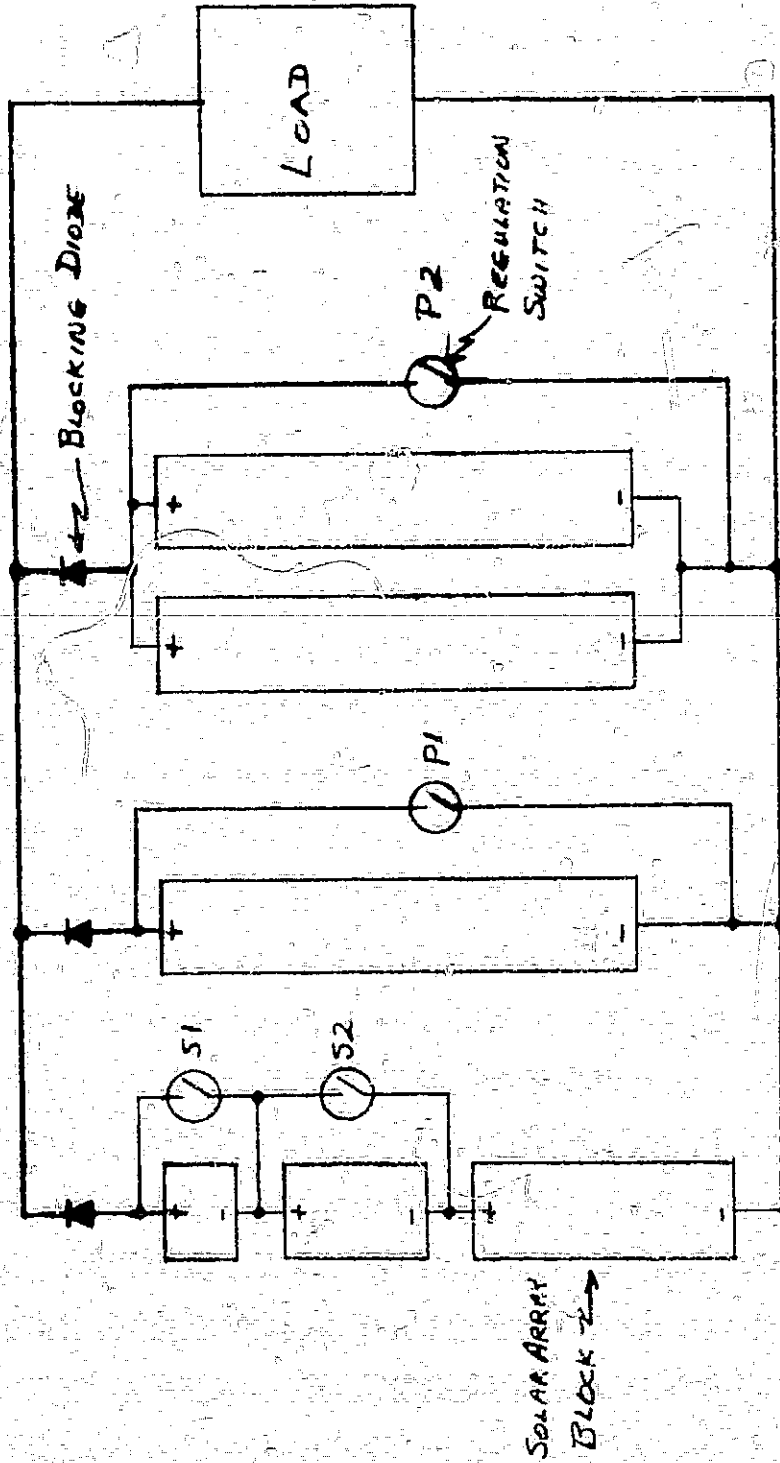 LOAD
BLOCKING DIODE
P2
REGULATION
SWITCH
+
-
+
-
P1
+
-
S1
S2
+
-
+
-
+
-
SOLAR ARRAY
BLOCK